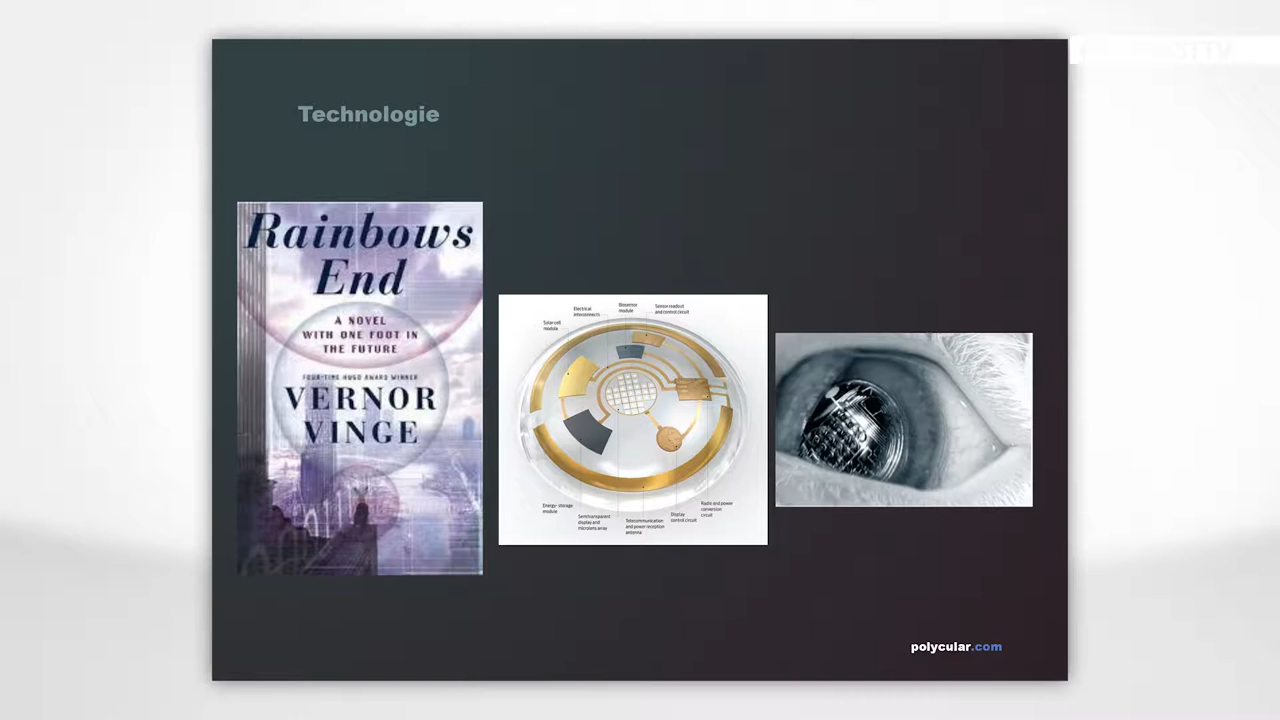 STTV
Technologie
Rainbows
End
A NOVEL
WITH ONE FOOT IN
THE FUTURE
FOUR-TIME HUGO AWARD WINNER
VERNOR
VINGE
Solar cell
module
Electrical
interconnects
Biosensor
module
Sensor readout
and control circuit
Energy-storage
module
Semitransparent
display and
microlens array
Telecommunication
and power reception
antenna
Display
control circuit
Radio and power
conversion
circuit
polycular.com